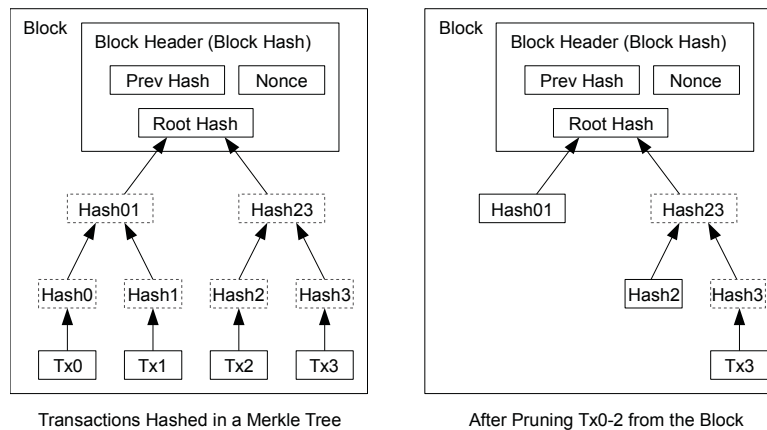 Block
Block Header (Block Hash)
Prev Hash
Nonce
Root Hash
Hash01
Hash23
Hash0
Hash1
Hash2
Hash3
Tx0
Tx1
Tx2
Tx3
Transactions Hashed in a Merkle Tree
Block
Block Header (Block Hash)
Prev Hash
Nonce
Root Hash
Hash01
Hash23
Hash2
Hash3
Tx3
After Pruning Tx0-2 from the Block